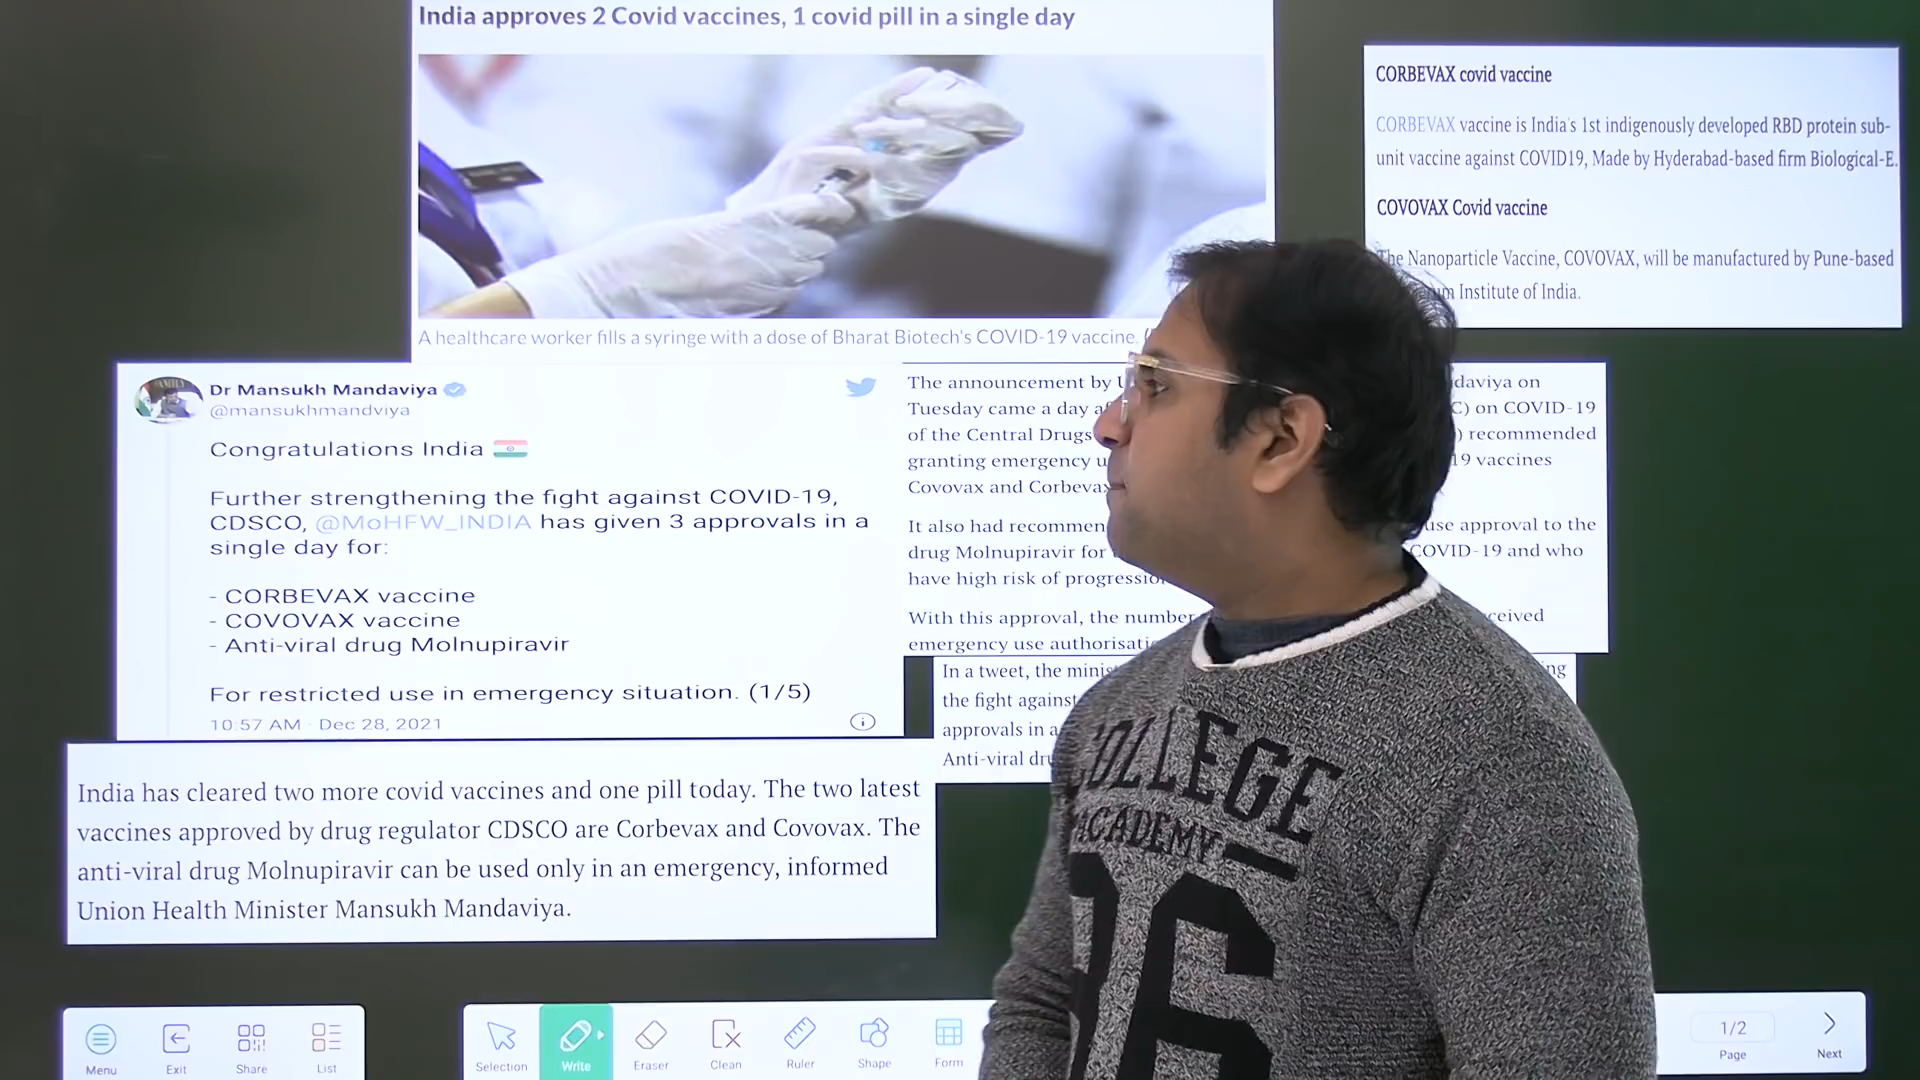 India approves 2 Covid vaccines, 1 covid pill in a single day
A healthcare worker fills a syringe with a dose of Bharat Biotech's COVID-19 vaccine. (
CORBEVAX covid vaccine
CORBEVAX vaccine is India's 1st indigenously developed RBD protein sub-
unit vaccine against COVID19, Made by Hyderabad-based firm Biological-E.
COVOVAX Covid vaccine
The Nanoparticle Vaccine, COVOVAX, will be manufactured by Pune-based
Institute of India.
Dr Mansukh Mandaviya
@mansukhmandviya
Congratulations India
Further strengthening the fight against COVID-19,
CDSCO, @MoHFW_INDIA has given 3 approvals in a
single day for:
- CORBEVAX vaccine
- COVOVAX vaccine
- Anti-viral drug Molnupiravir
For restricted use in emergency situation. (1/5)
10:57 AM · Dec 28, 2021
The announcement by on
Tuesday came a day on COVID-19
of the Central Drugs recommended
granting emergency vaccines
Covovax and Corbevax
It also had use approval to the
drug Molnupiravir for COVID-19 and who
have high risk of
With this approval, the number
emergency use
In a tweet, the
the fight against
approvals in a
Anti-viral
India has cleared two more covid vaccines and one pill today. The two latest
vaccines approved by drug regulator CDSCO are Corbevax and Covovax. The
anti-viral drug Molnupiravir can be used only in an emergency, informed
Union Health Minister Mansukh Mandaviya.
COLLEGE
ACADEMY
Menu Exit Share List
Selection Write Eraser Clean Ruler Shape Form
1/2
Page Next